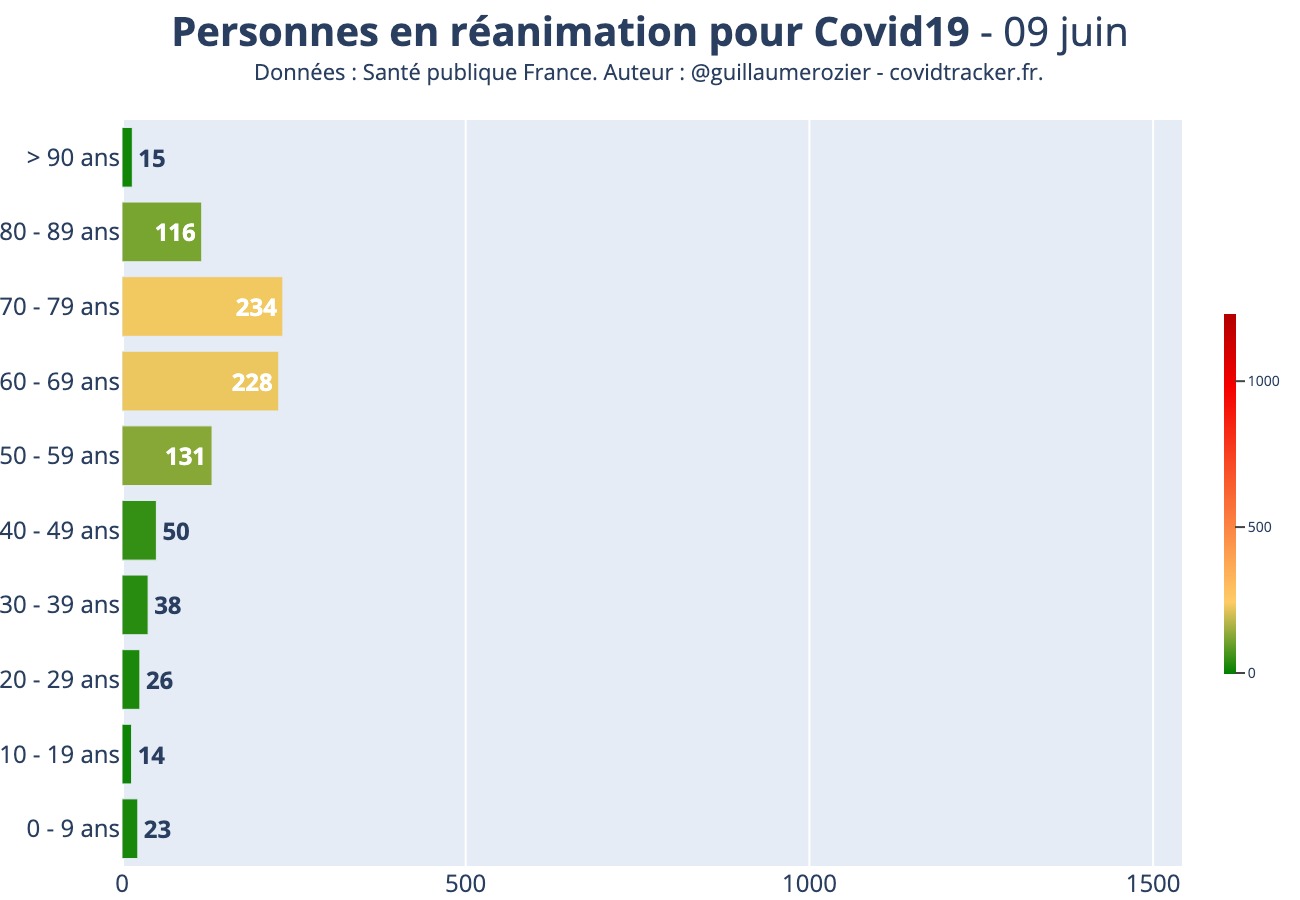 Personnes en réanimation pour Covid19 - 09 juin
Données : Santé publique France. Auteur : @guillaumerozier - covidtracker.fr.
> 90 ans 15
80 - 89 ans 116
70 - 79 ans 234
60 - 69 ans 228
50 - 59 ans 131
40 - 49 ans 50
30 - 39 ans 38
20 - 29 ans 26
10 - 19 ans 14
0 - 9 ans 23
0 500 1000 1500
1000
500
0